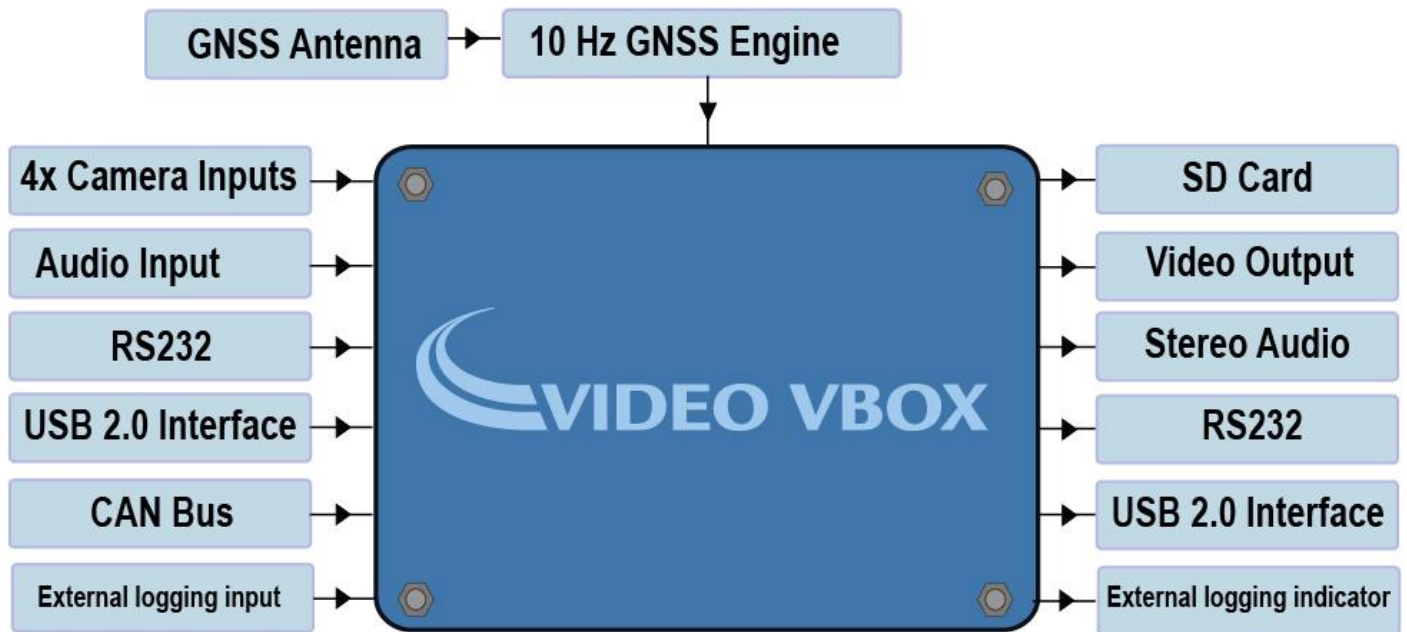 GNSS Antenna
10 Hz GNSS Engine
4x Camera Inputs
Audio Input
RS232
USB 2.0 Interface
CAN Bus
External logging input
VIDEO VBOX
SD Card
Video Output
Stereo Audio
RS232
USB 2.0 Interface
External logging indicator